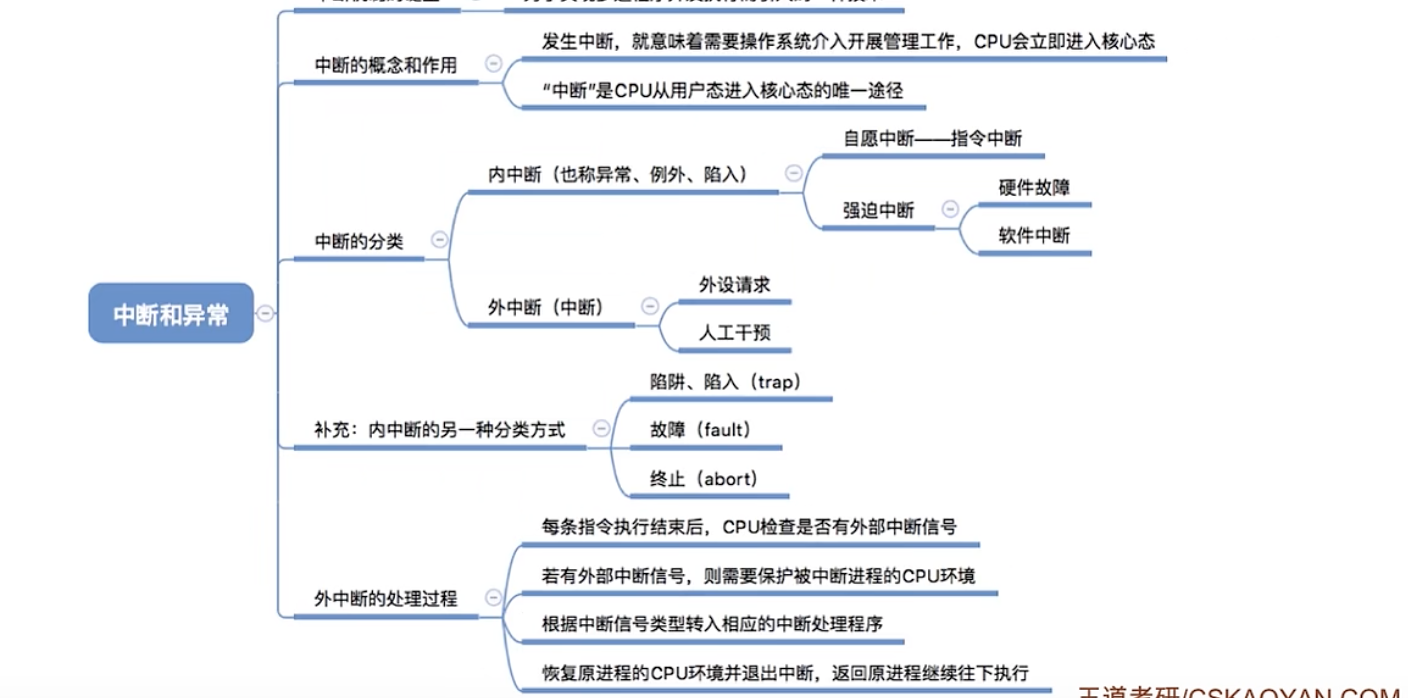 发生中断，就意味着需要操作系统介入开展管理工作，CPU会立即进入核心态
中断的概念和作用
“中断”是CPU从用户态进入核心态的唯一途径
自愿中断——指令中断
内中断（也称异常、例外、陷入）
硬件故障
强迫中断
软件中断
中断的分类
外设请求
外中断（中断）
人工干预
中断和异常
陷阱、陷入（trap）
补充：内中断的另一种分类方式
故障（fault）
终止（abort）
每条指令执行结束后，CPU检查是否有外部中断信号
若有外部中断信号，则需要保护被中断进程的CPU环境
外中断的处理过程
根据中断信号类型转入相应的中断处理程序
恢复原进程的CPU环境并退出中断，返回原进程继续往下执行
王道考研/CSKAOYAN.COM